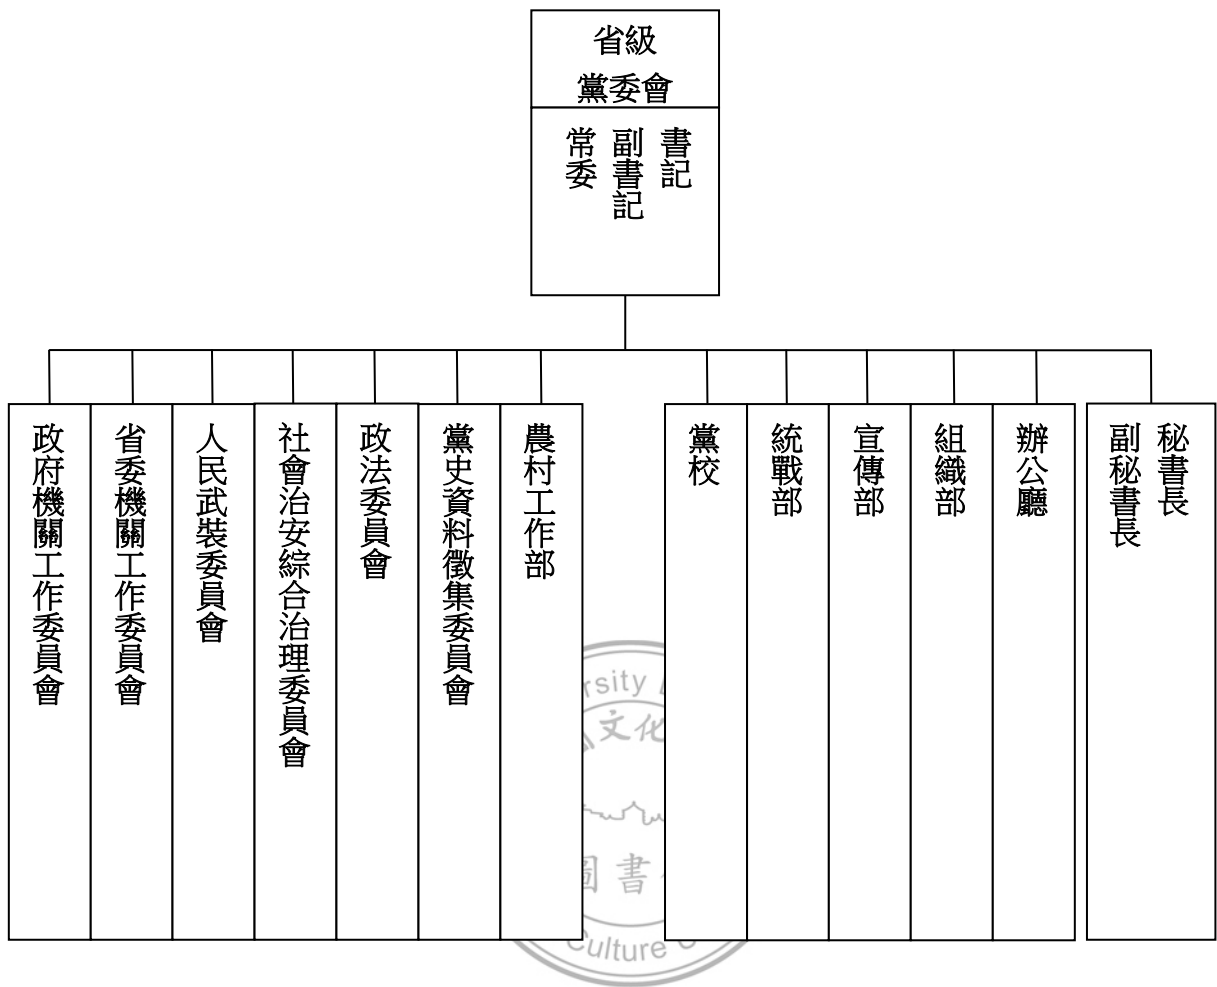 省級
黨委會
書記
副書記
常委
秘書長
副秘書長
辦公廳
組織部
宣傳部
統戰部
黨校
農村工作部
黨史資料徵集委員會
政法委員會
社會治安綜合治理委員會
人民武裝委員會
省委機關工作委員會
政府機關工作委員會
文化
書
Culture